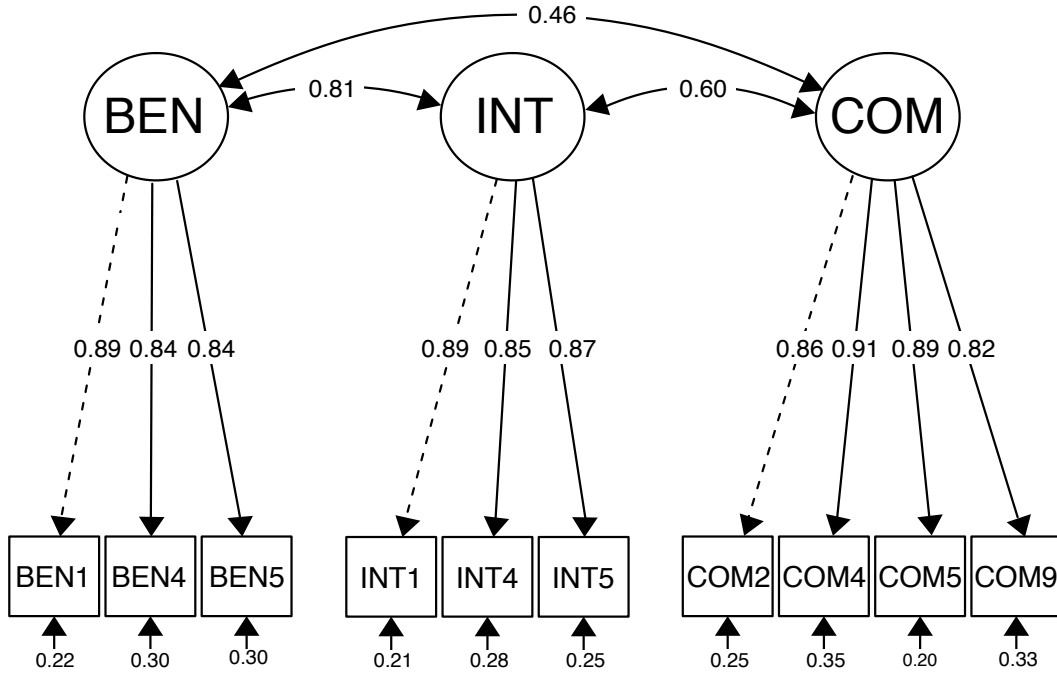 0.46
0.81
0.60
BEN INT COM
0.89 0.84 0.84 0.89 0.85 0.87 0.86 0.91 0.89 0.82
BEN1 BEN4 BEN5 INT1 INT4 INT5 COM2 COM4 COM5 COM9
0.22 0.30 0.30 0.21 0.28 0.25 0.25 0.35 0.20 0.33